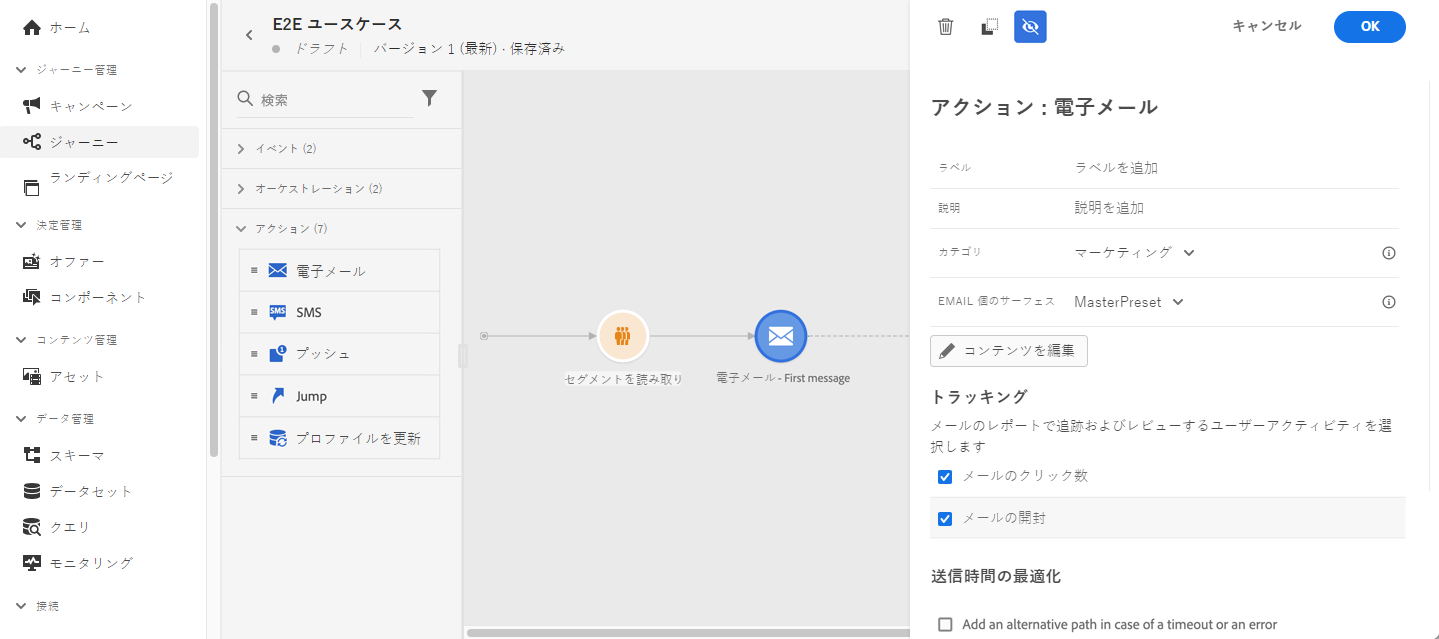 ホーム
ジャーニー管理
キャンペーン
ジャーニー
ランディングページ
決定管理
オファー
コンポーネント
コンテンツ管理
アセット
データ管理
スキーマ
データセット
クエリ
モニタリング
接続
E2E ユースケース
ドラフト
バージョン 1 (最新) · 保存済み
検索
イベント (2)
オーケストレーション (2)
アクション (7)
電子メール
SMS
SMS
1
プッシュ
Jump
プロファイルを更新
セグメントを読み取り
電子メール - First message
キャンセル
OK
アクション : 電子メール
ラベル
ラベルを追加
説明
説明を追加
カテゴリ
マーケティング
EMAIL 個のサーフェス
MasterPreset
コンテンツを編集
トラッキング
メールのレポートで追跡およびレビューするユーザーアクティビティを選
択します
メールのクリック数
メールの開封
送信時間の最適化
Add an alternative path in case of a timeout or an error